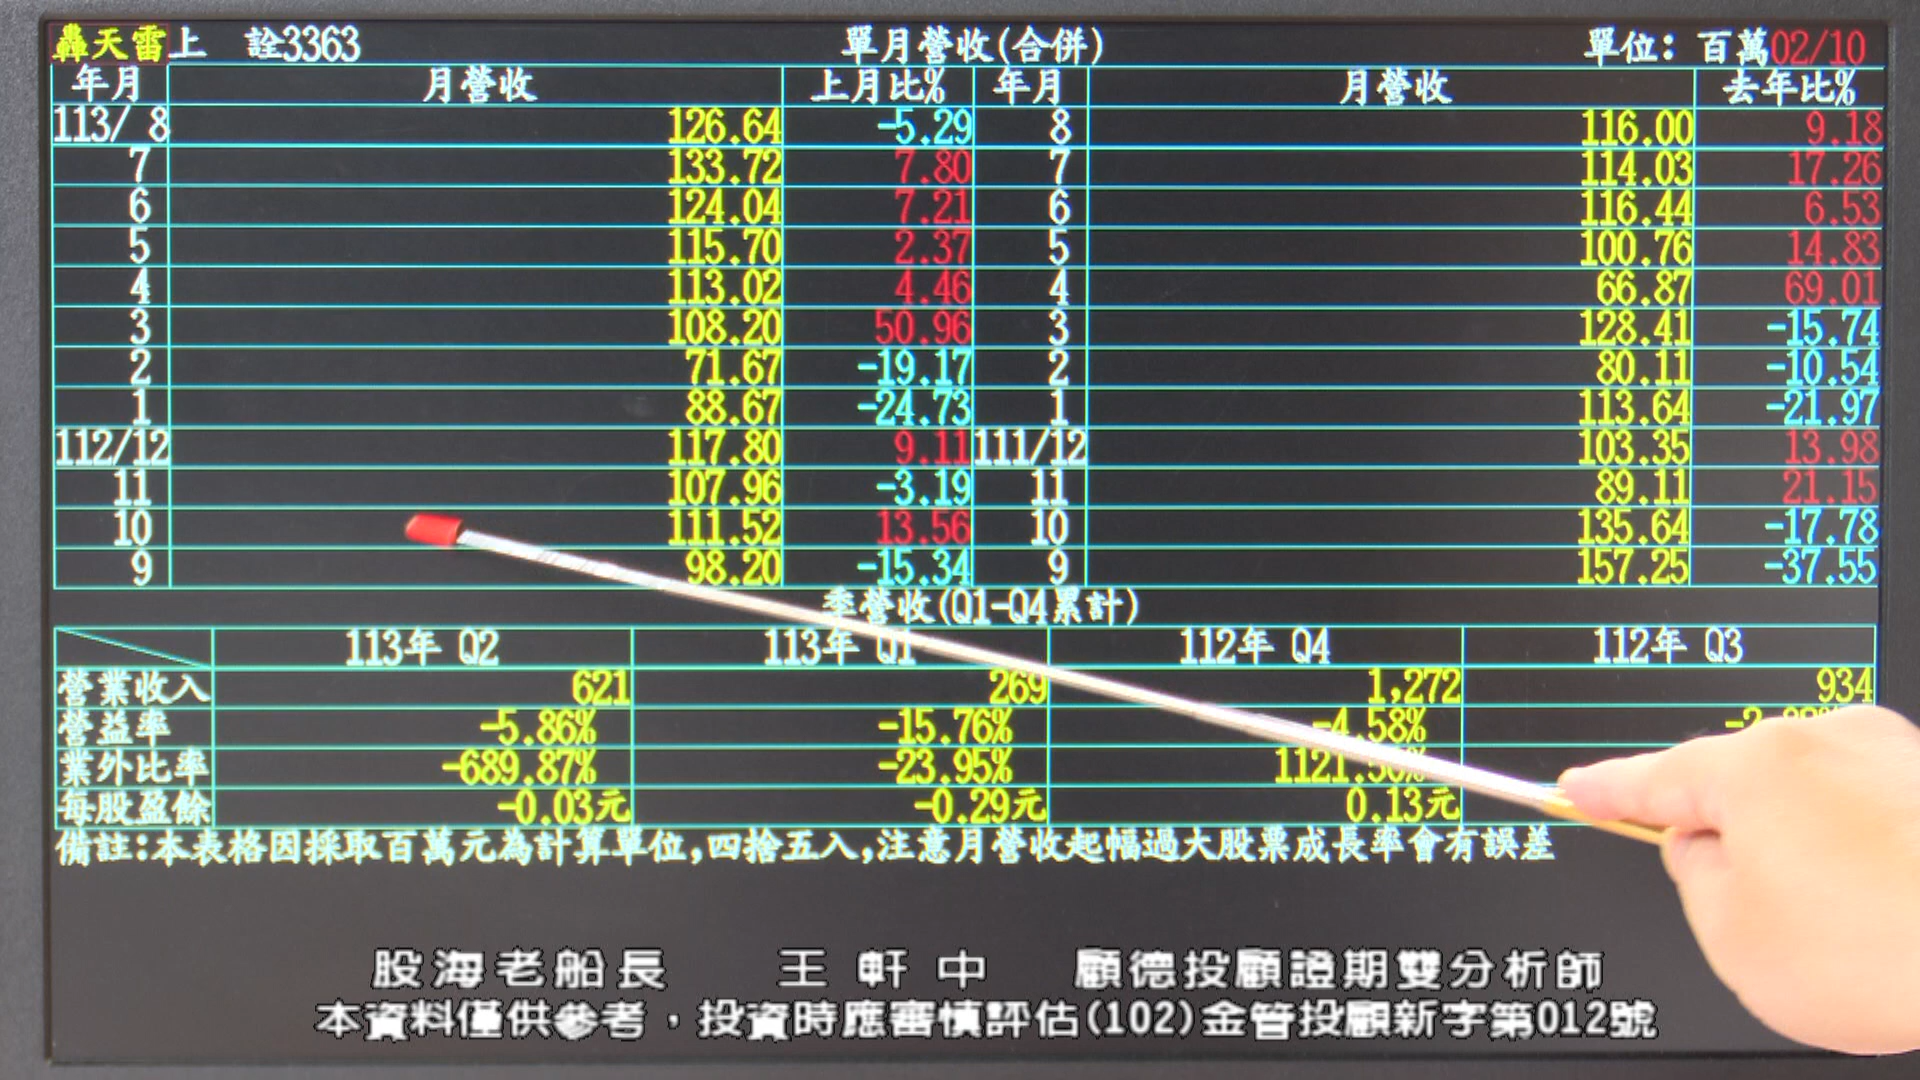 轟天雷上 詮3363 單月營收(合併) 單位: 百萬02/10
年月 月營收 上月比% 年月 月營收 去年比%
113/ 8 126.64 -5.29 8 116.00 9.18
7 133.72 7.80 7 114.03 17.26
6 124.04 7.21 6 116.44 6.53
5 115.70 2.37 5 100.76 14.83
4 113.02 4.46 4 66.87 69.01
3 108.20 50.96 3 128.41 -15.74
2 71.67 -19.17 2 80.11 -10.54
1 88.67 -24.73 1 113.64 -21.97
112/12 117.80 9.11 111/12 103.35 13.98
11 107.96 -3.19 11 89.11 21.15
10 111.52 13.56 10 135.64 -17.78
9 98.20 -15.34 9 157.25 -37.55
季營收(Q1-Q4累計)
113年 Q2 113年 Q1 112年 Q4 112年 Q3
營業收入 621 269 1,272 934
營益率 -5.86% -15.76% -4.58%
業外比率 -689.87% -23.95%
每股盈餘 -0.03元 -0.29元 0.13元
備註:本表格因採取百萬元為計算單位,四捨五入,注意月營收起幅過大股票成長率會有誤差
股海老船長 王軒中 顧德投顧證期雙分析師
本資料僅供參考，投資時應審慎評估(102)金管投顧新字第012號